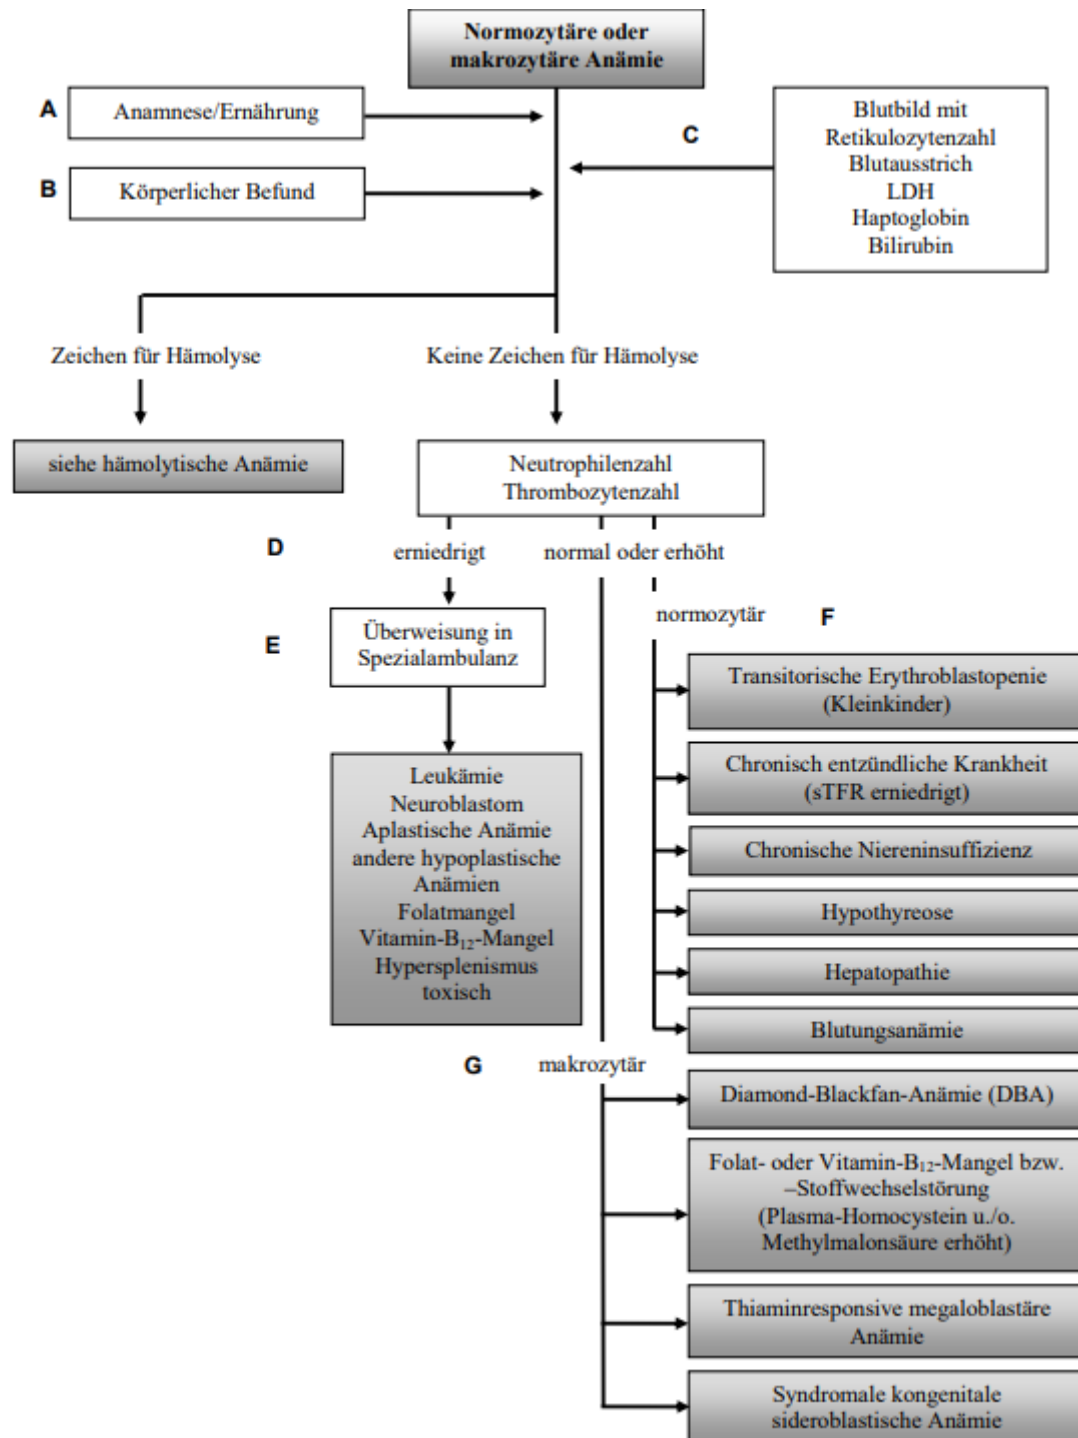 Normozytäre oder
makrozytäre Anämie
A
Anamnese/Ernährung
B
Körperlicher Befund
C
Blutbild mit
Retikulozytenzahl
Blutausstrich
LDH
Haptoglobin
Bilirubin
Zeichen für Hämolyse
Keine Zeichen für Hämolyse
siehe hämolytische Anämie
Neutrophilenzahl
Thrombozytenzahl
D
erniedrigt
normal oder erhöht
E
Überweisung in
Spezialambulanz
Leukämie
Neuroblastom
Aplastische Anämie
andere hypoplastische
Anämien
Folatmangel
Vitamin-B₁₂-Mangel
Hypersplenismus
toxisch
normozytär
F
Transitorische Erythroblastopenie
(Kleinkinder)
Chronisch entzündliche Krankheit
(sTFR erniedrigt)
Chronische Niereninsuffizienz
Hypothyreose
Hepatopathie
Blutungsanämie
G
makrozytär
Diamond-Blackfan-Anämie (DBA)
Folat- oder Vitamin-B₁₂-Mangel bzw.
–Stoffwechselstörung
(Plasma-Homocystein u./o.
Methylmalonsäure erhöht)
Thiaminresponsive megaloblastäre
Anämie
Syndromale kongenitale
sideroblastische Anämie